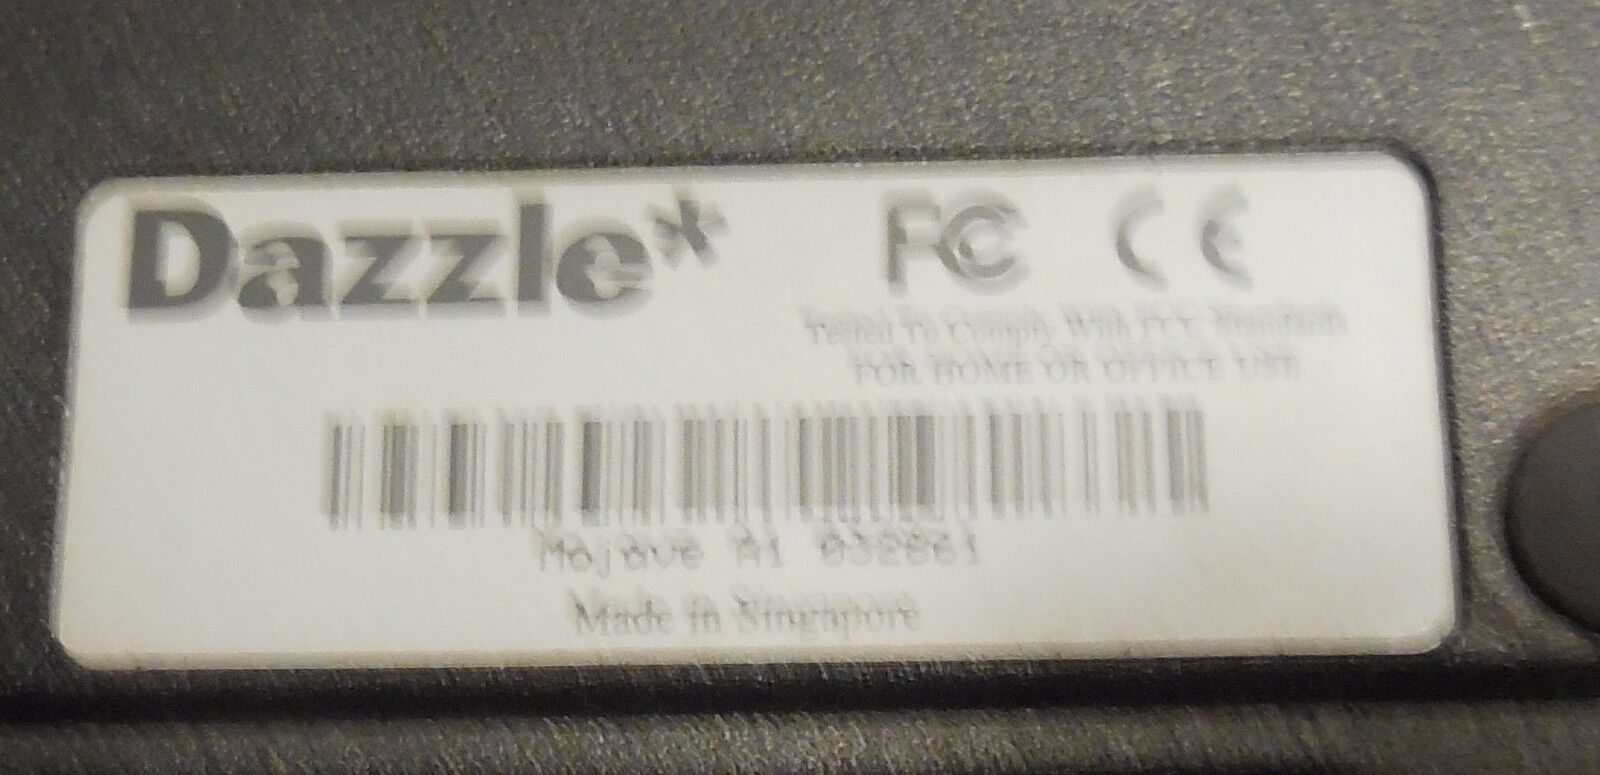 Dazzle*
FC CE
Tested To Comply With FCC Standards
FOR HOME OR OFFICE USE
Mojave A1 032861
Made in Singapore